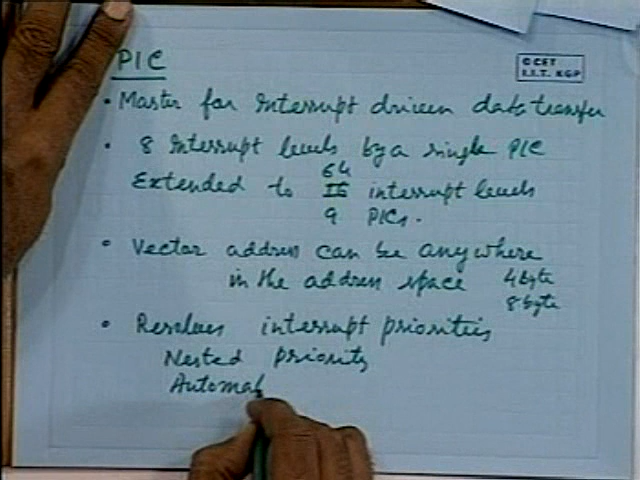 PIC
© CET
I.I.T. KGP
• Master for Interrupt driven data transfer
• 8 Interrupt levels by a single PIC
64
Extended to interrupt levels
9 PICs.
• Vector address can be anywhere
in the address space 4 byte
8 byte
• Resolves interrupt priorities
Nested Priority
Automat